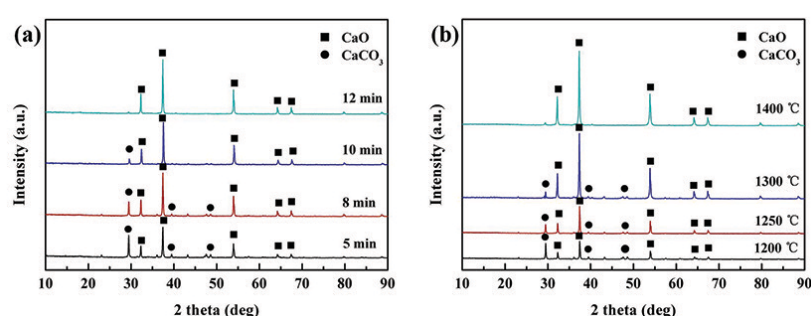 (a)
CaO
CaCO3
12 min
10 min
8 min
5 min
Intensity (a.u.)
10 20 30 40 50 60 70 80 90
2 theta (deg)
(b)
CaO
CaCO3
1400 ℃
1300 ℃
1250 ℃
1200 ℃
Intensity (a.u.)
10 20 30 40 50 60 70 80 90
2 theta (deg)